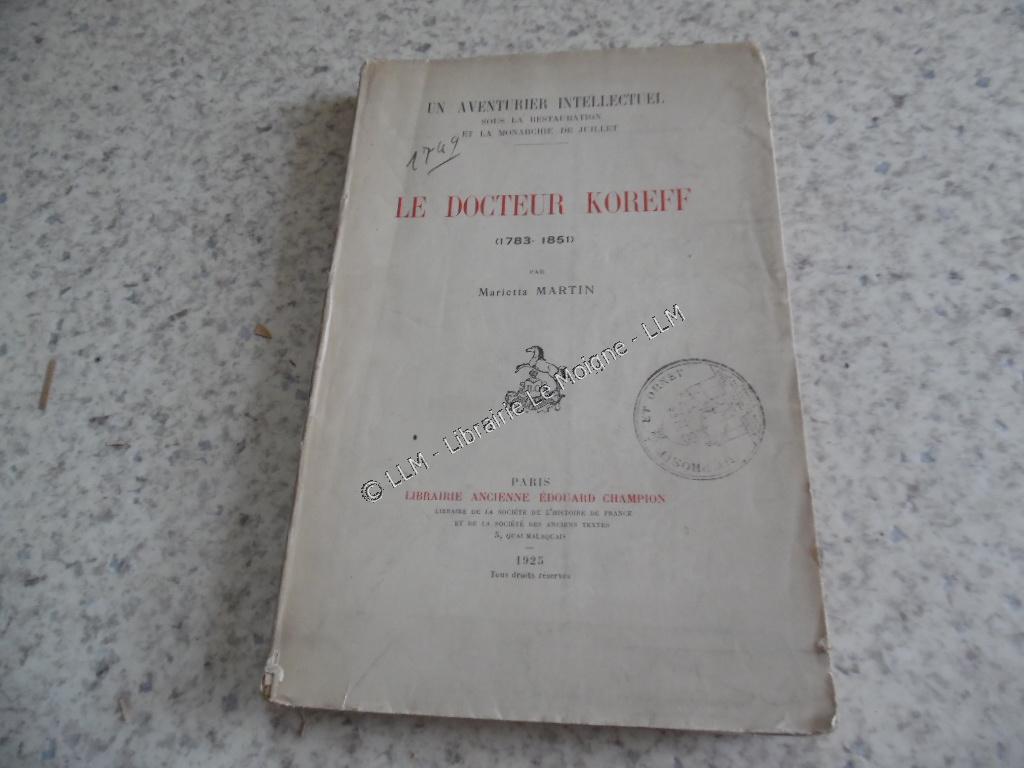 UN AVENTURIER INTELLECTUEL
SOUS LA RESTAURATION
ET LA MONARCHIE DE JUILLET
1749
LE DOCTEUR KOREFF
(1783-1851)
PAR
Marietta MARTIN
© LLM - Librairie Le Moigne - LLM
ET ORNET
PARIS
LIBRAIRIE ANCIENNE ÉDOUARD CHAMPION
LIBRAIRE DE LA SOCIÉTÉ DE L'HISTOIRE DE FRANCE
ET DE LA SOCIÉTÉ DES ANCIENS TEXTES
5, QUAI MALAQUAIS
1925
Tous droits réservés